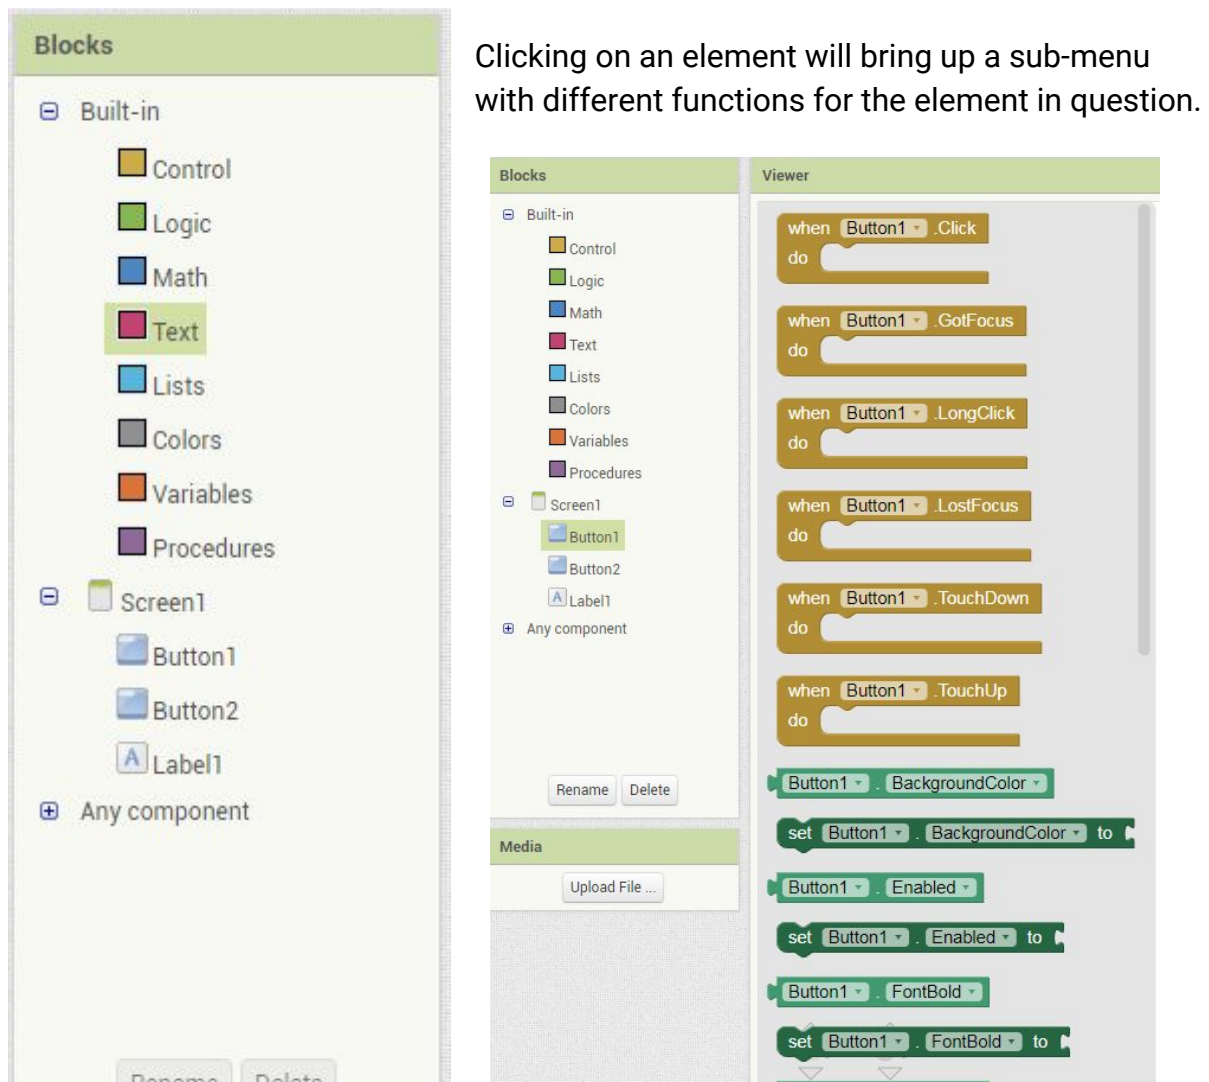 Blocks
Built-in
Control
Logic
Math
Text
Lists
Colors
Variables
Procedures
Screen1
Button1
Button2
Label1
Any component
Rename Delete
Clicking on an element will bring up a sub-menu
with different functions for the element in question.
Blocks
Built-in
Control
Logic
Math
Text
Lists
Colors
Variables
Procedures
Screen1
Button1
Button2
Label1
Any component
Rename Delete
Media
Upload File ...
Viewer
when Button1 .Click
do
when Button1 .GotFocus
do
when Button1 .LongClick
do
when Button1 .LostFocus
do
when Button1 .TouchDown
do
when Button1 .TouchUp
do
Button1 . BackgroundColor
set Button1 . BackgroundColor to
Button1 . Enabled
set Button1 . Enabled to
Button1 . FontBold
set Button1 . FontBold to